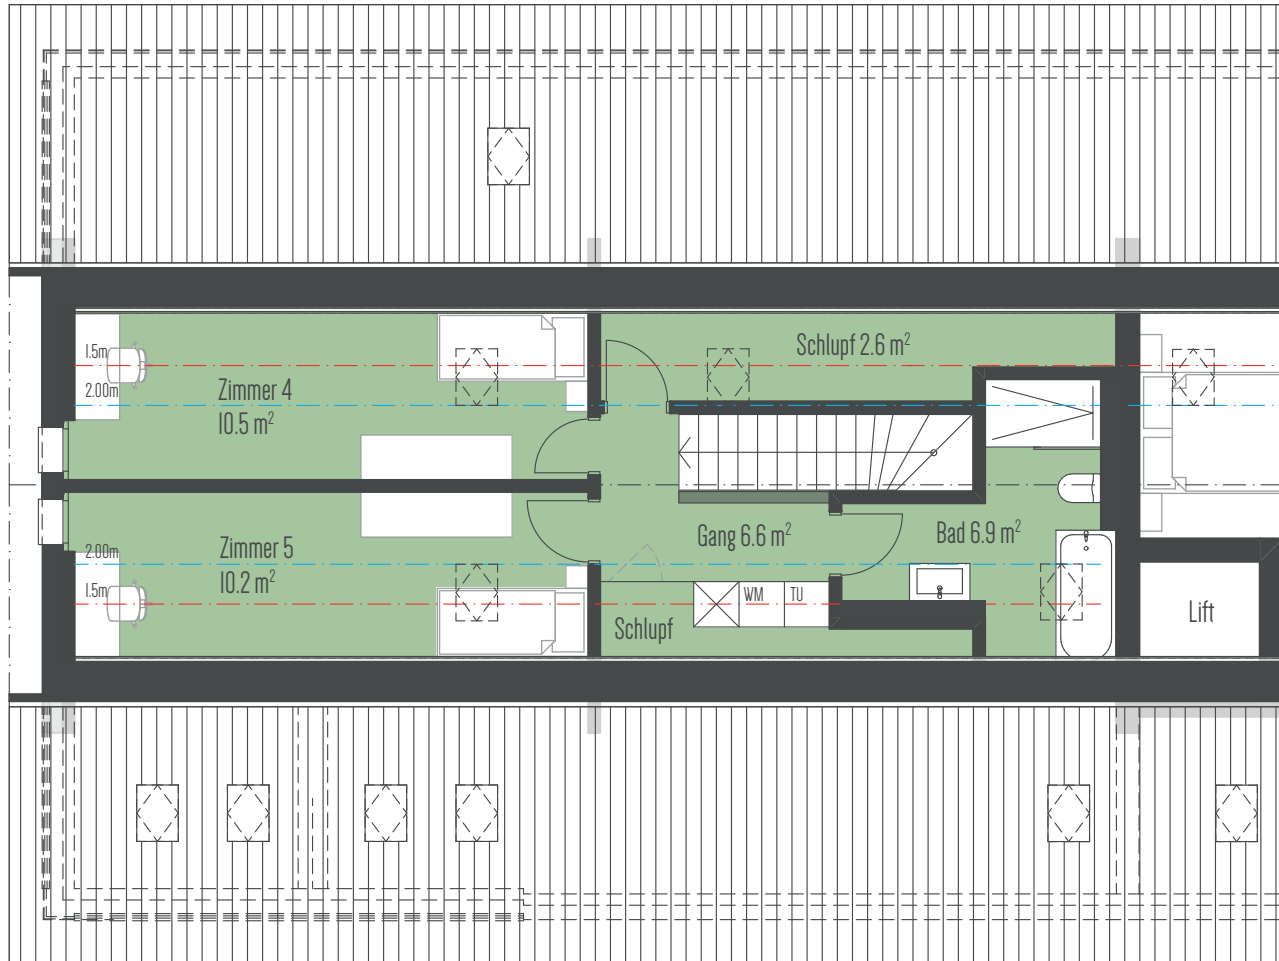 Schlupf 2.6 m²
1.5m
2.00m
Zimmer 4
10.5 m²
Gang 6.6 m²
Bad 6.9 m²
2.00m
1.5m
Zimmer 5
10.2 m²
WM
TU
Schlupf
Lift